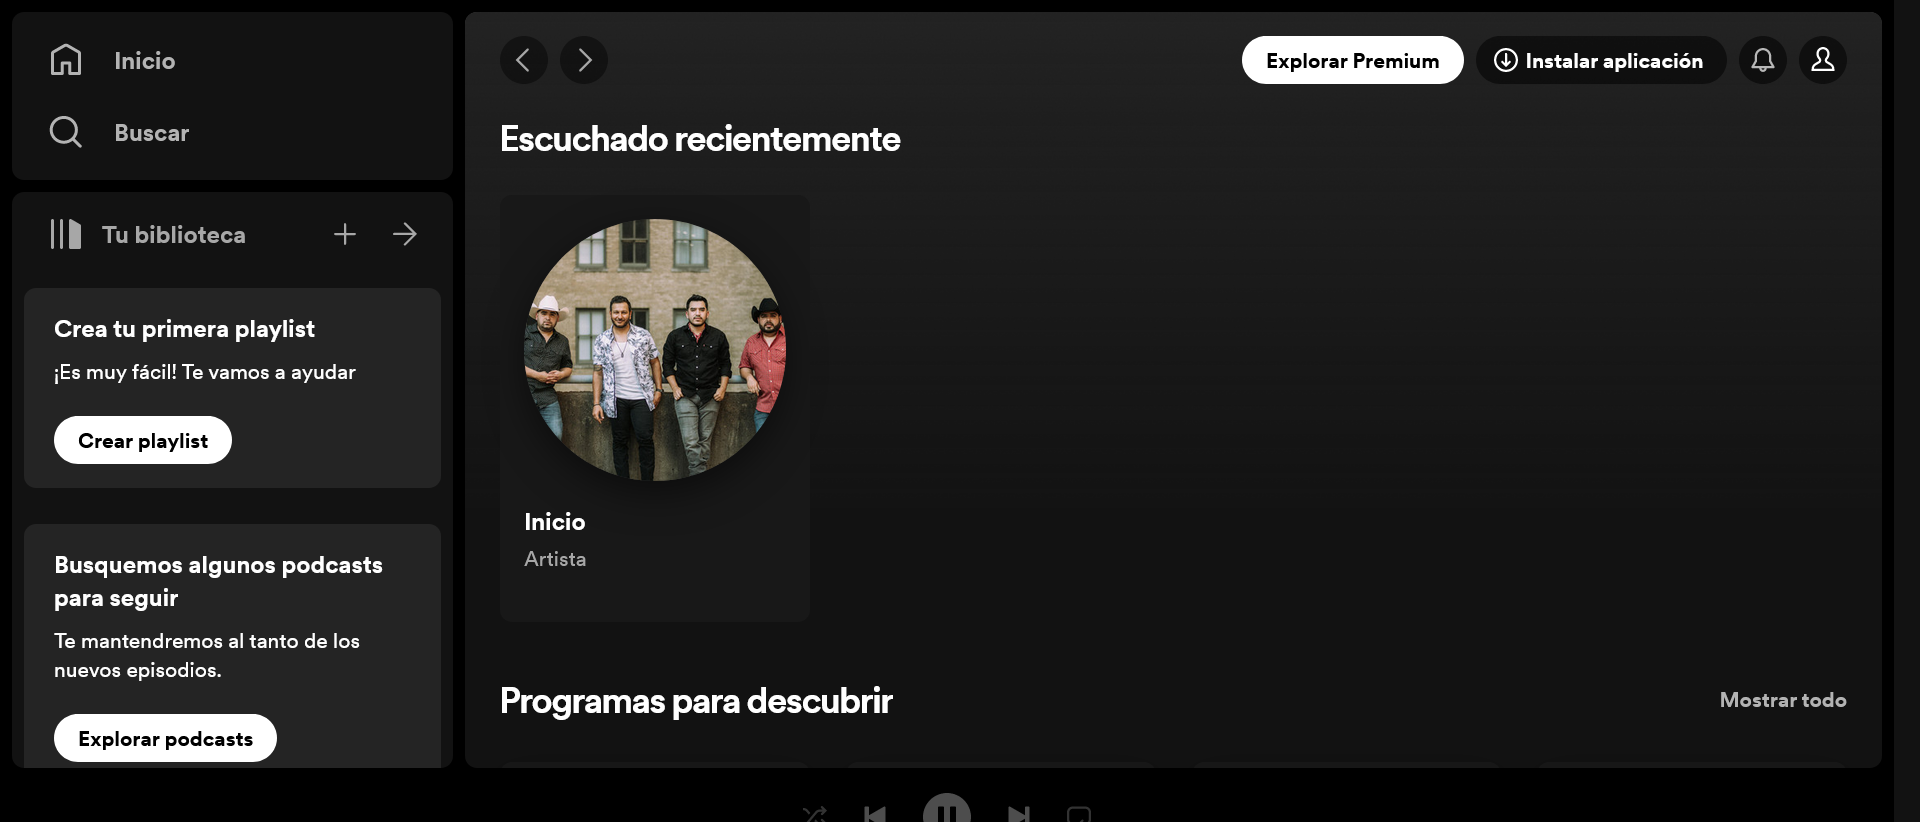 Inicio
Buscar
Tu biblioteca
Crea tu primera playlist
¡Es muy fácil! Te vamos a ayudar
Crear playlist
Busquemos algunos podcasts
para seguir
Te mantendremos al tanto de los
nuevos episodios.
Explorar podcasts
Explorar Premium
Instalar aplicación
Escuchado recientemente
Inicio
Artista
Programas para descubrir
Mostrar todo